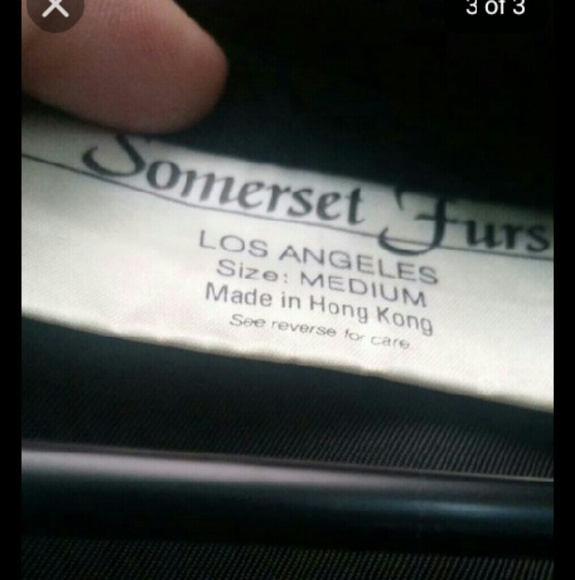 3 of 3
Somerset Furs
LOS ANGELES
Size: MEDIUM
Made in Hong Kong
See reverse for care